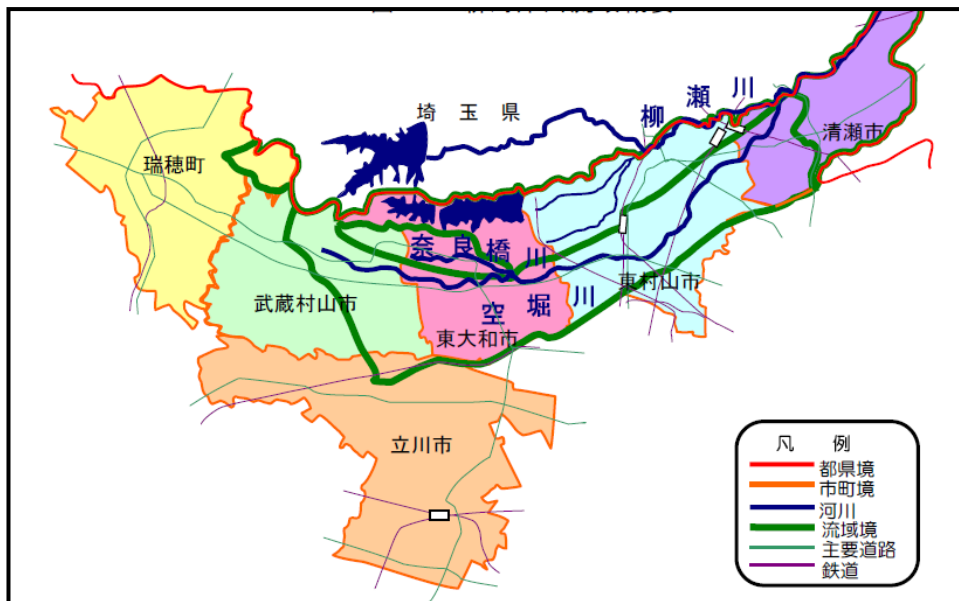 埼玉県
柳瀬川
清瀬市
瑞穂町
奈良橋川
東村山市
武蔵村山市
空堀川
東大和市
立川市
凡例
都県境
市町境
河川
流域境
主要道路
鉄道